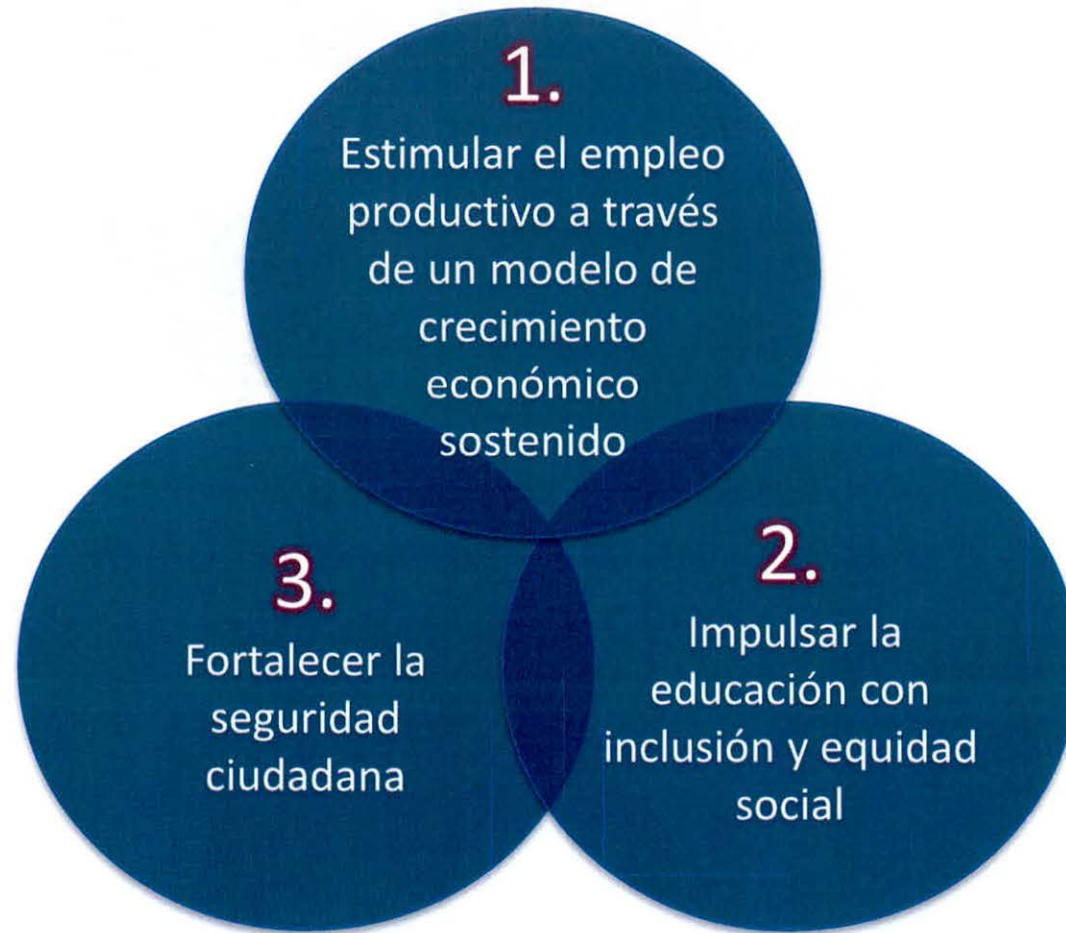 1.
Estimular el empleo
productivo a través
de un modelo de
crecimiento
económico
sostenido
2.
Impulsar la
educación con
inclusión y equidad
social
3.
Fortalecer la
seguridad
ciudadana